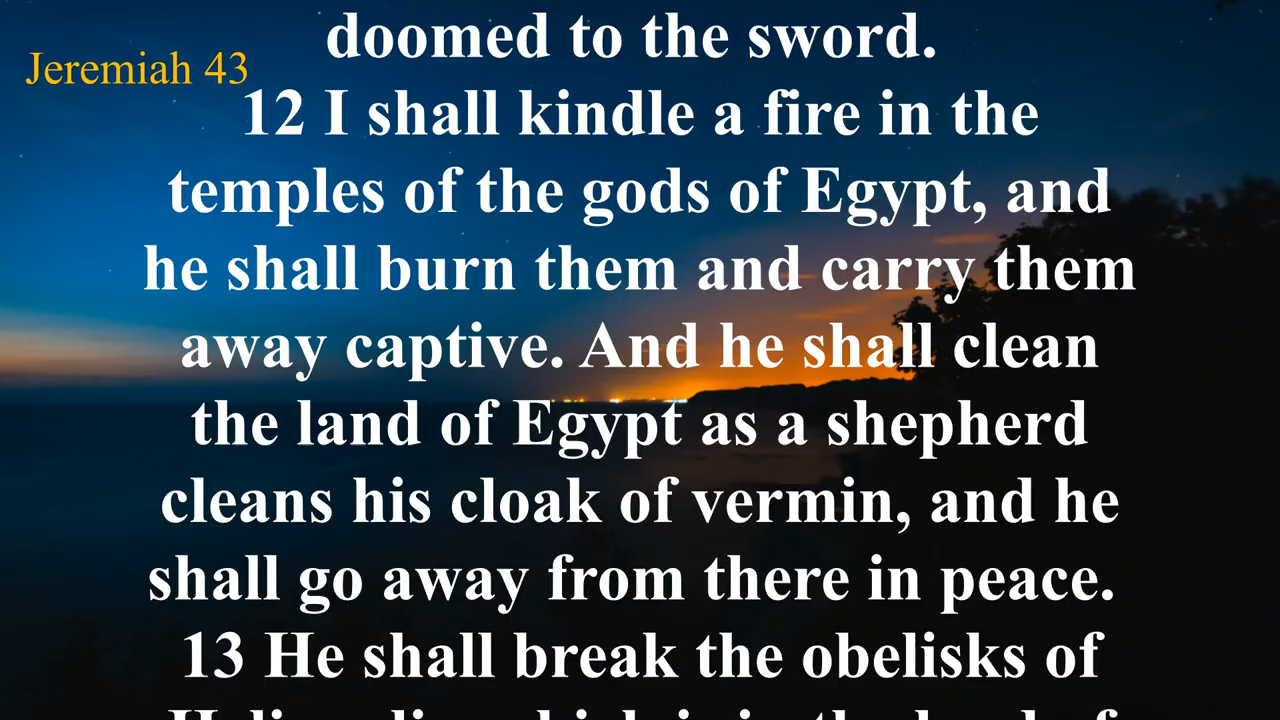 doomed to the sword.
Jeremiah 43
12 I shall kindle a fire in the
temples of the gods of Egypt, and
he shall burn them and carry them
away captive. And he shall clean
the land of Egypt as a shepherd
cleans his cloak of vermin, and he
shall go away from there in peace.
13 He shall break the obelisks of